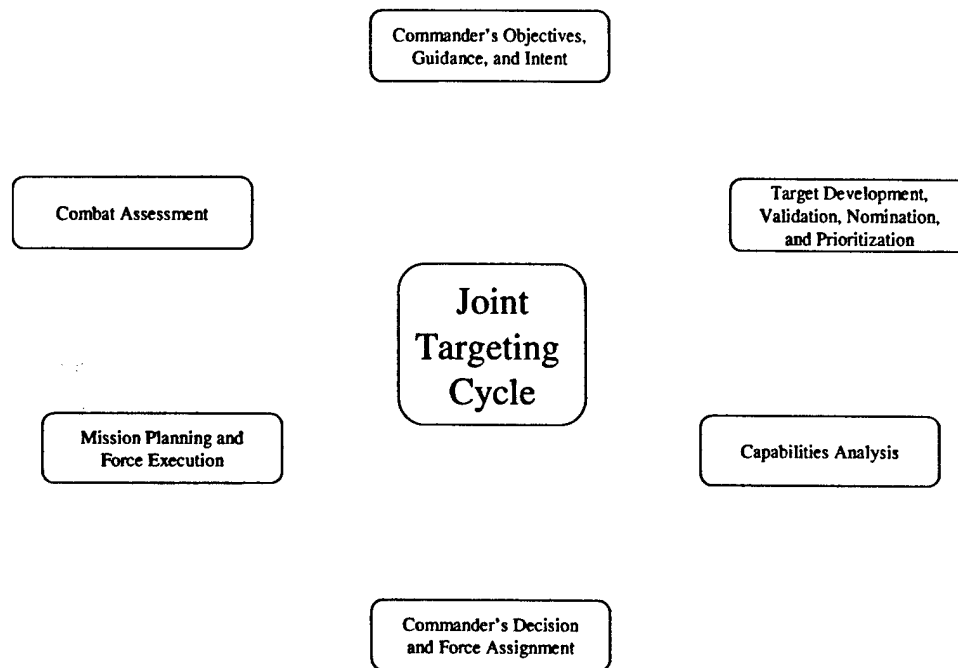 Commander's Objectives,
Guidance, and Intent
Combat Assessment
Target Development,
Validation, Nomination,
and Prioritization
Joint
Targeting
Cycle
Mission Planning and
Force Execution
Capabilities Analysis
Commander's Decision
and Force Assignment